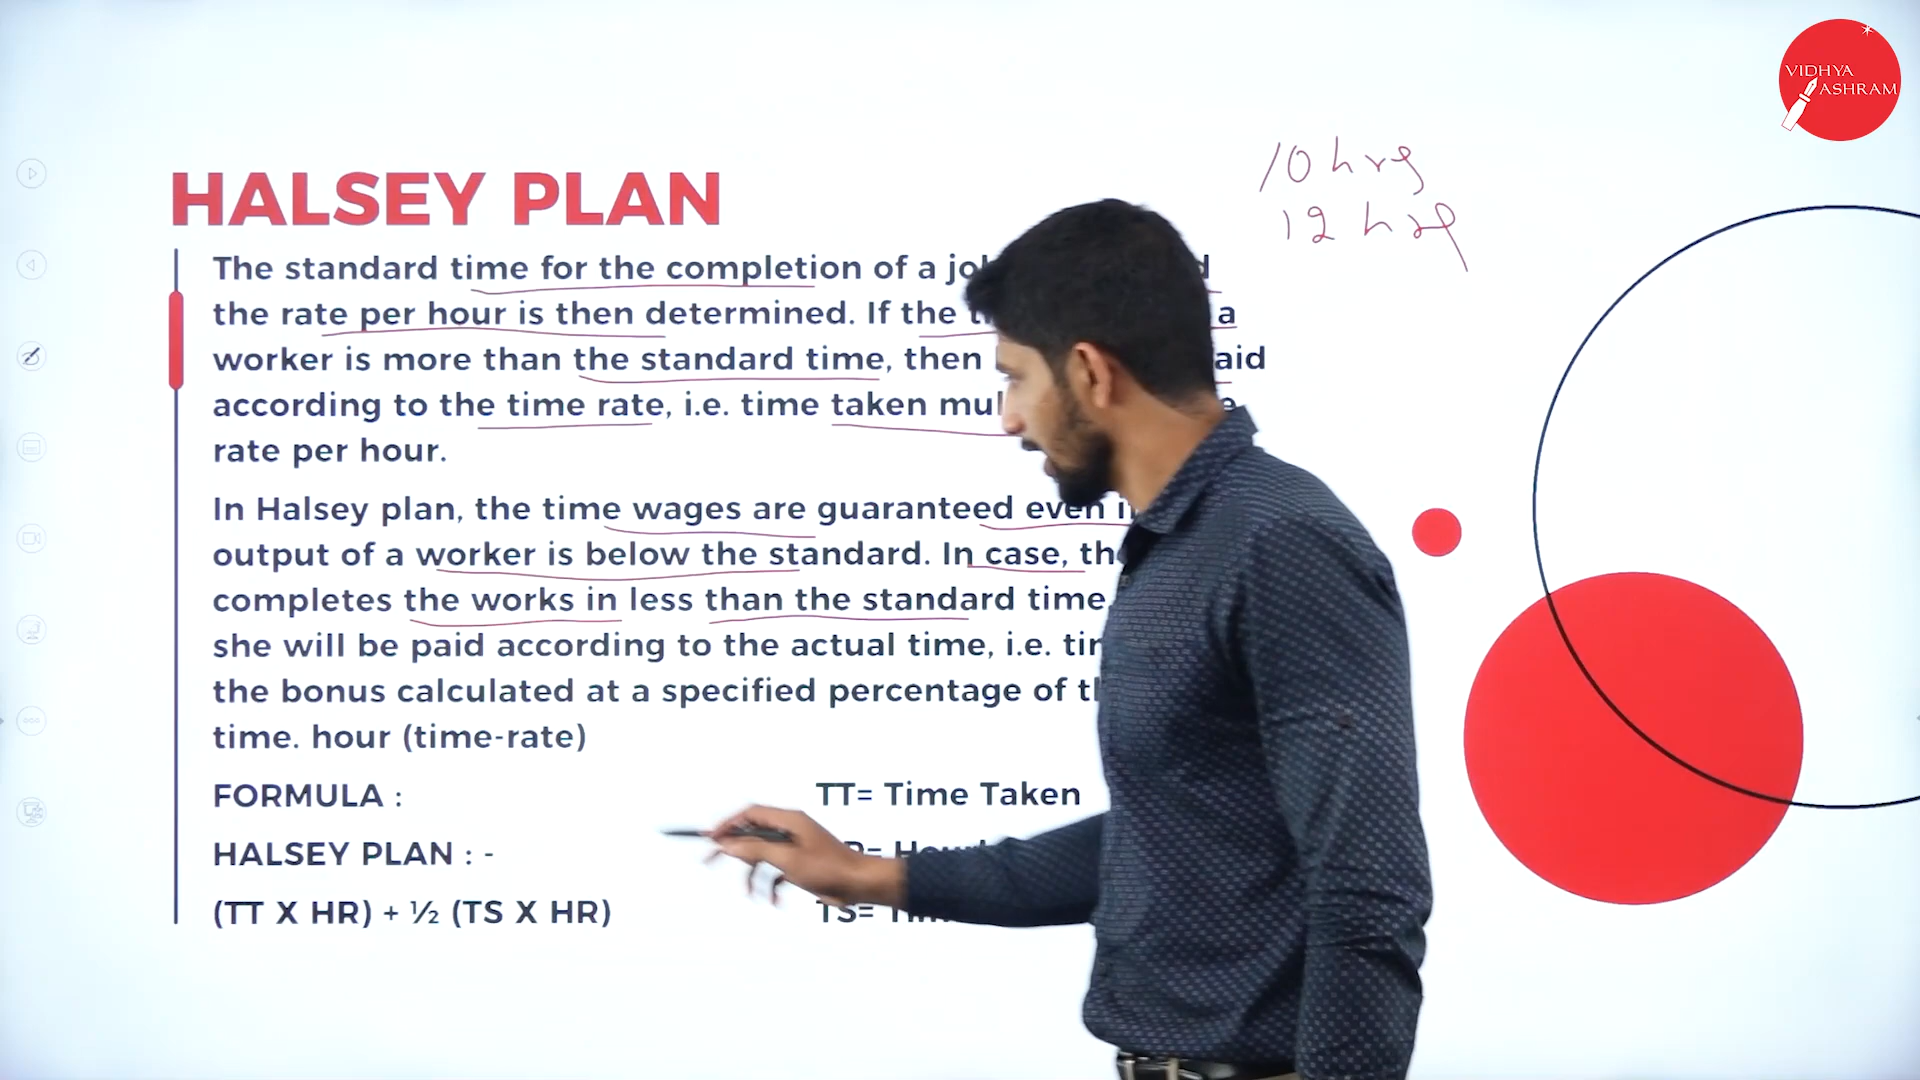 VIDHYA
ASHRAM
10 hrs
12 hrs
HALSEY PLAN
The standard time for the completion of a
the rate per hour is then determined. If the a
worker is more than the standard time, then
according to the time rate, i.e. time taken
rate per hour.
In Halsey plan, the time wages are guaranteed even
output of a worker is below the standard. In case,
completes the works in less than the standard time.
she will be paid according to the actual time, i.e.
the bonus calculated at a specified percentage of
time. hour (time-rate)
FORMULA : TT= Time Taken
HALSEY PLAN : -
(TT X HR) + ½ (TS X HR) TS=